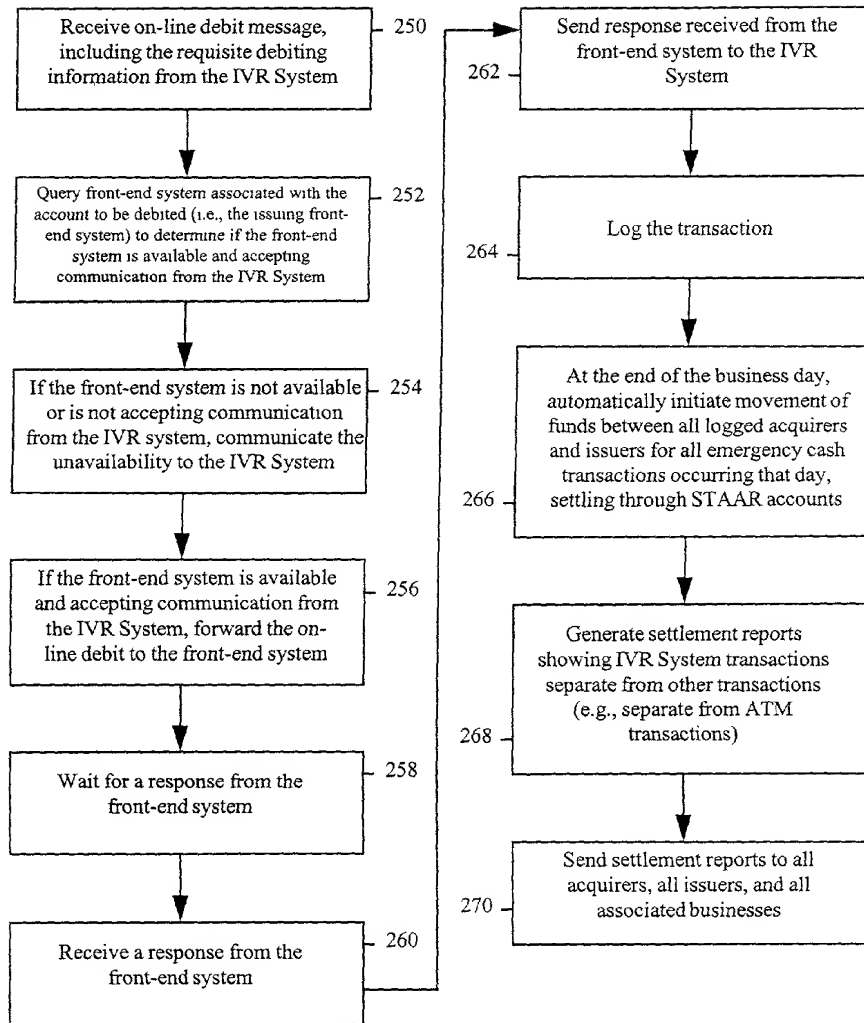 Receive on-line debit message,
including the requisite debiting
information from the IVR System
250
Query front-end system associated with the
account to be debited (i.e., the issuing front-
end system) to determine if the front-end
system is available and accepting
communication from the IVR System
252
If the front-end system is not available
or is not accepting communication
from the IVR system, communicate the
unavailability to the IVR System
254
If the front-end system is available
and accepting communication from
the IVR System, forward the on-
line debit to the front-end system
256
Wait for a response from the
front-end system
258
Receive a response from the
front-end system
260
Send response received from the
front-end system to the IVR
System
262
Log the transaction
264
At the end of the business day,
automatically initiate movement of
funds between all logged acquirers
and issuers for all emergency cash
transactions occurring that day,
settling through STAAR accounts
266
Generate settlement reports
showing IVR System transactions
separate from other transactions
(e.g., separate from ATM
transactions)
268
Send settlement reports to all
acquirers, all issuers, and all
associated businesses
270